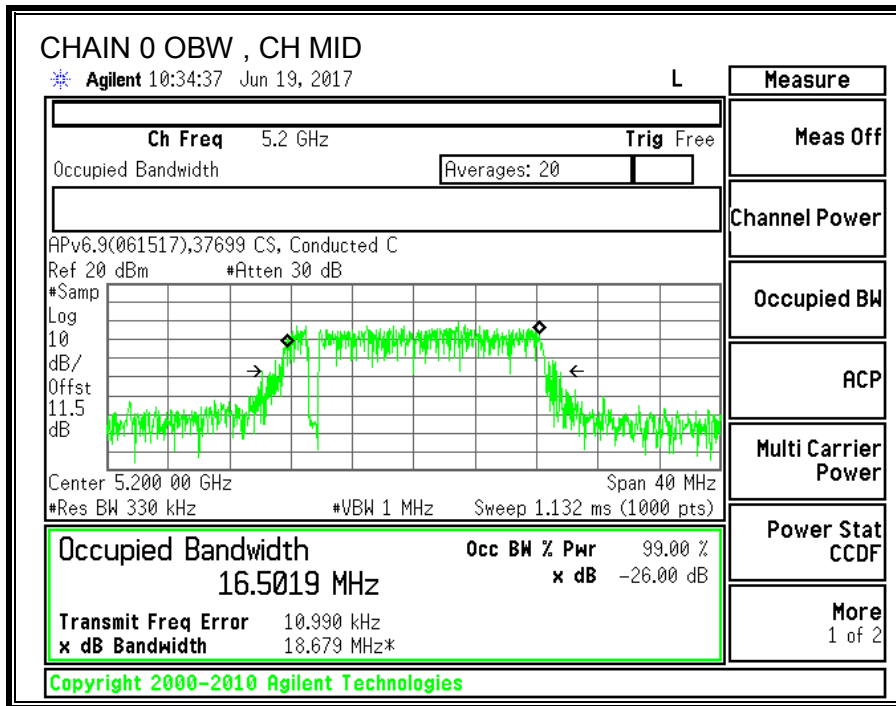 CHAIN 0 OBW , CH MID
Agilent 10:34:37 Jun 19, 2017 L
Measure
Ch Freq 5.2 GHz Trig Free
Meas Off
Occupied Bandwidth Averages: 20
Channel Power
APv6.9(061517),37699 CS, Conducted C
Ref 20 dBm #Atten 30 dB
#Samp
Log
10
dB/
Offst
11.5
dB
Occupied BW
ACP
Center 5.200 00 GHz Span 40 MHz
#Res BW 330 kHz #VBW 1 MHz Sweep 1.132 ms (1000 pts)
Multi Carrier
Power
Occupied Bandwidth Occ BW % Pwr 99.00 %
16.5019 MHz x dB -26.00 dB
Power Stat
CCDF
Transmit Freq Error 10.990 kHz
x dB Bandwidth 18.679 MHz*
More
1 of 2
Copyright 2000-2010 Agilent Technologies